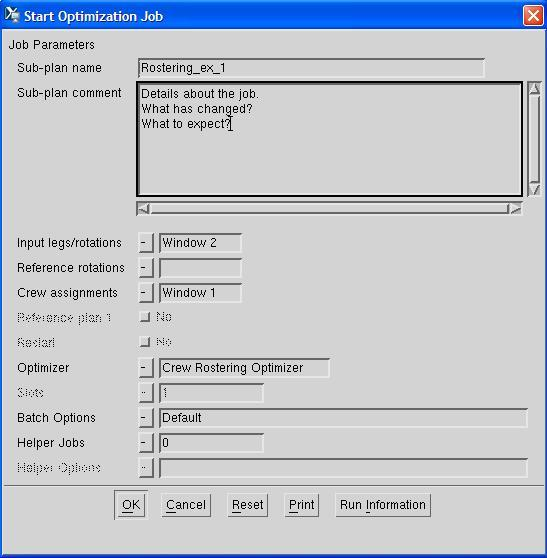 Start Optimization Job
Job Parameters
Sub-plan name Rostering_ex_1
Sub-plan comment Details about the job.
What has changed?
What to expect?
Input legs/rotations - Window 2
Reference rotations -
Crew assignments - Window 1
Reference plan 1 No
Restart No
Optimizer - Crew Rostering Optimizer
Slots - 1
Batch Options - Default
Helper Jobs - 0
Helper Options -
OK Cancel Reset Print Run Information